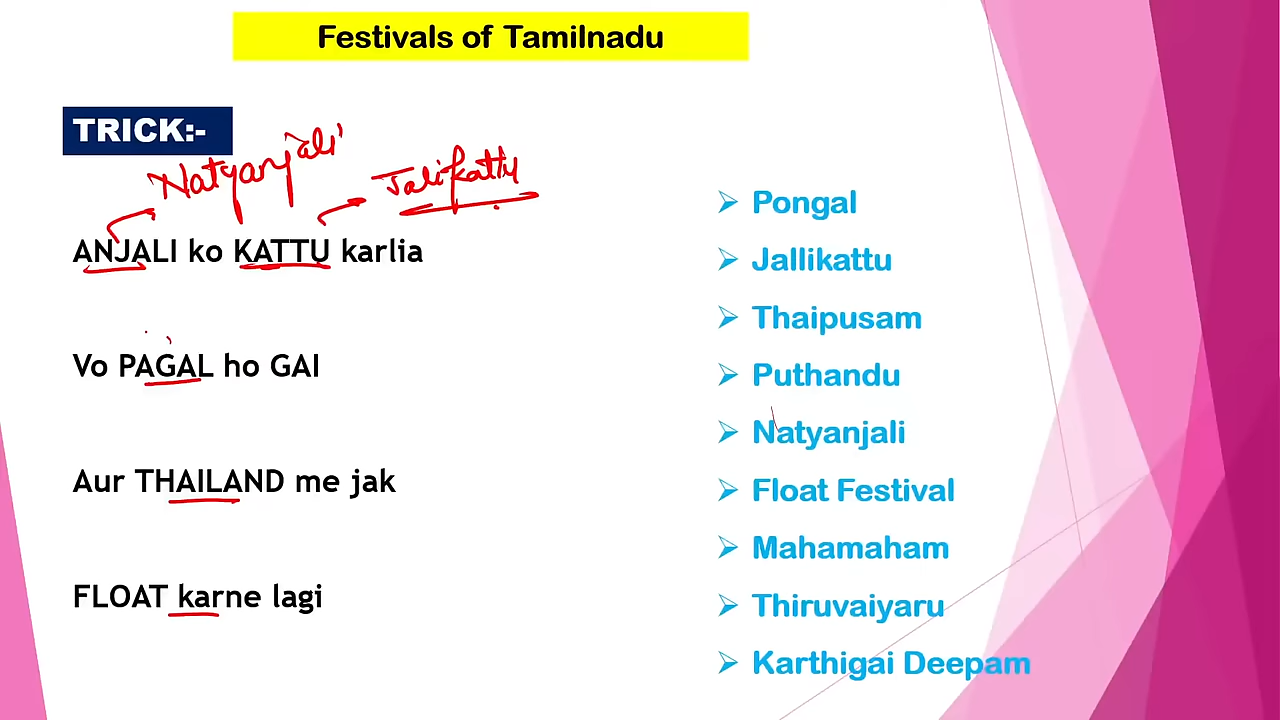 Festivals of Tamilnadu
TRICK:-
Natyanjali
Jalikattu
ANJALI ko KATTU karlia
Vo PAGAL ho GAI
Aur THAILAND me jak
FLOAT karne lagi
Pongal
Jallikattu
Thaipusam
Puthandu
Natyanjali
Float Festival
Mahamaham
Thiruvaiyaru
Karthigai Deepam